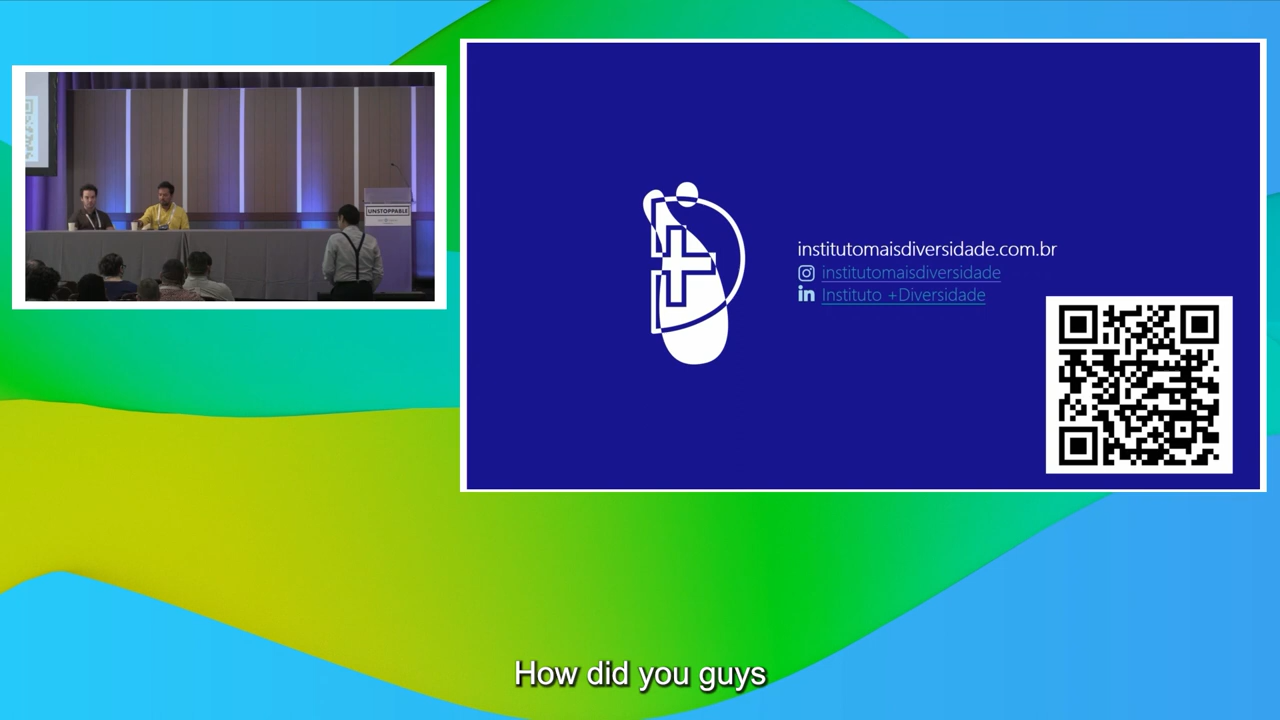 UNSTOPPABLE
institutomaisdiversidade.com.br
institutomaisdiversidade
Instituto +Diversidade
How did you guys